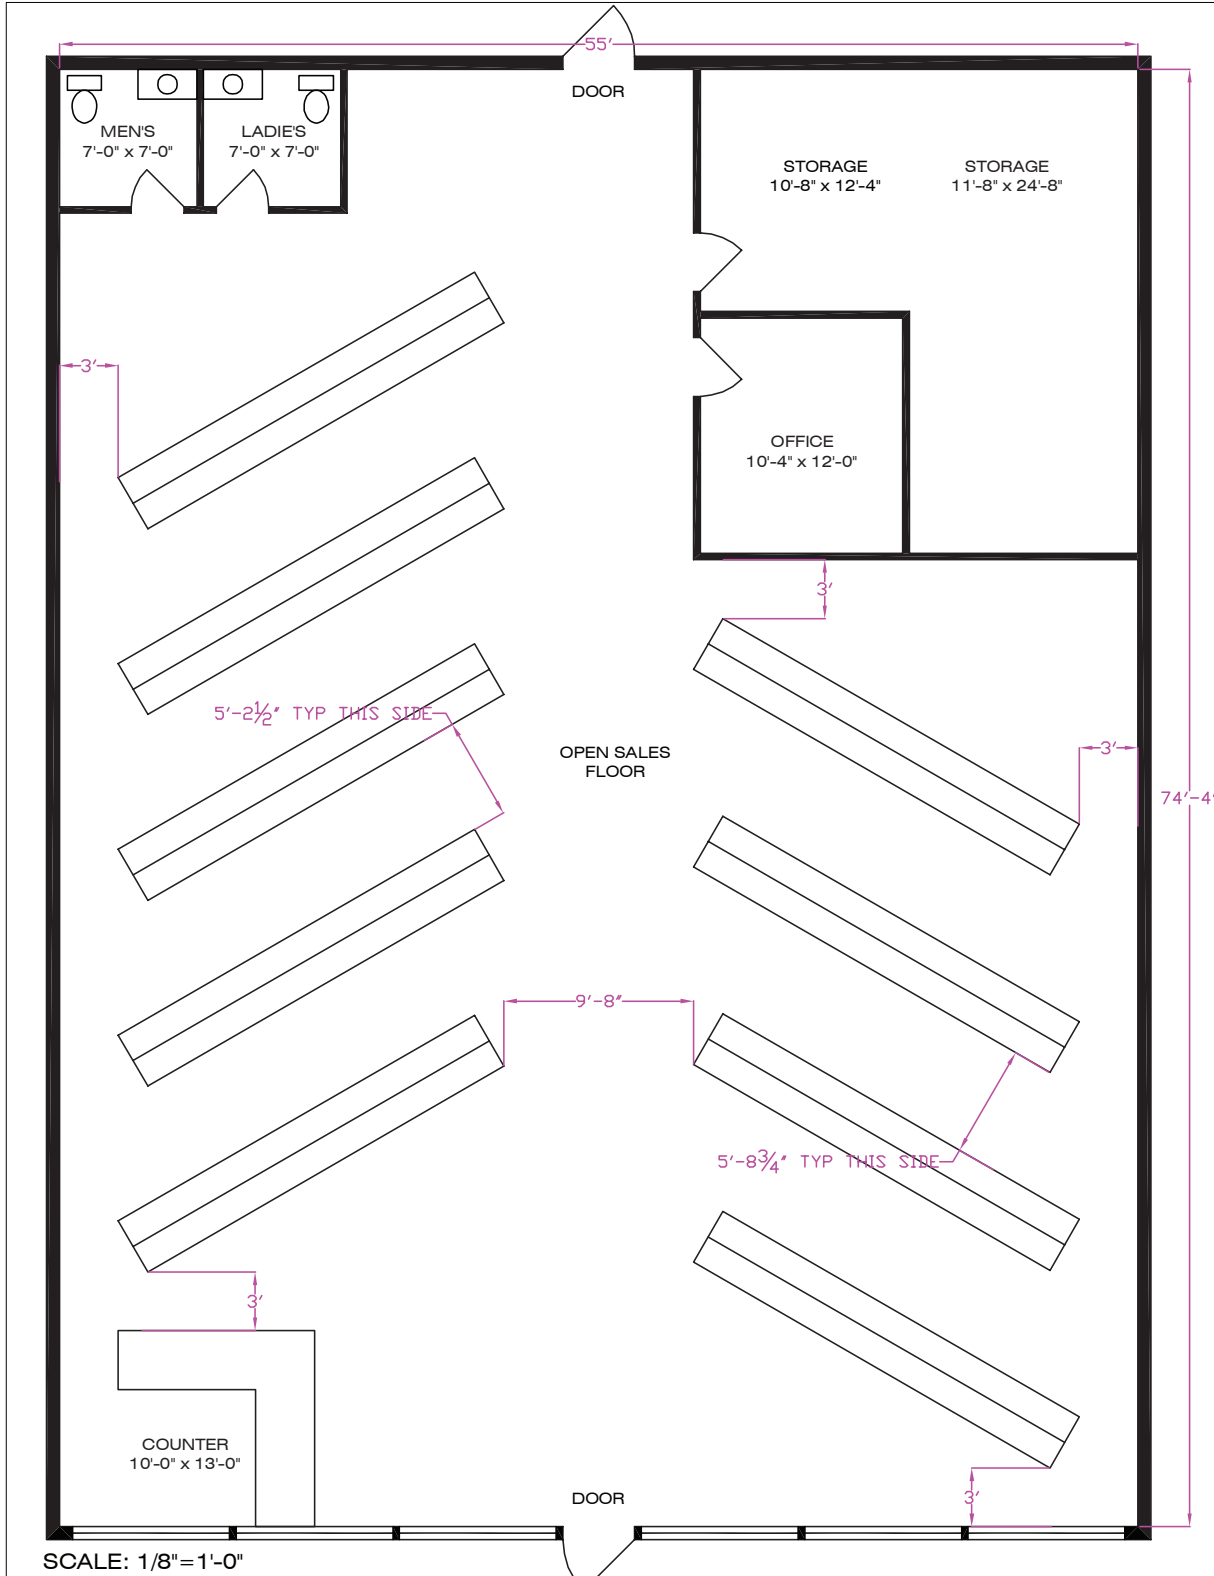 55'
DOOR
MEN'S
7'-0" x 7'-0"
LADIE'S
7'-0" x 7'-0"
STORAGE
10'-8" x 12'-4"
STORAGE
11'-8" x 24'-8"
3'
OFFICE
10'-4" x 12'-0"
3'
5'-2½" TYP THIS SIDE
OPEN SALES
FLOOR
3'
74'-4"
9'-8"
5'-8¾" TYP THIS SIDE
3'
COUNTER
10'-0" x 13'-0"
DOOR
3'
SCALE: 1/8"=1'-0"